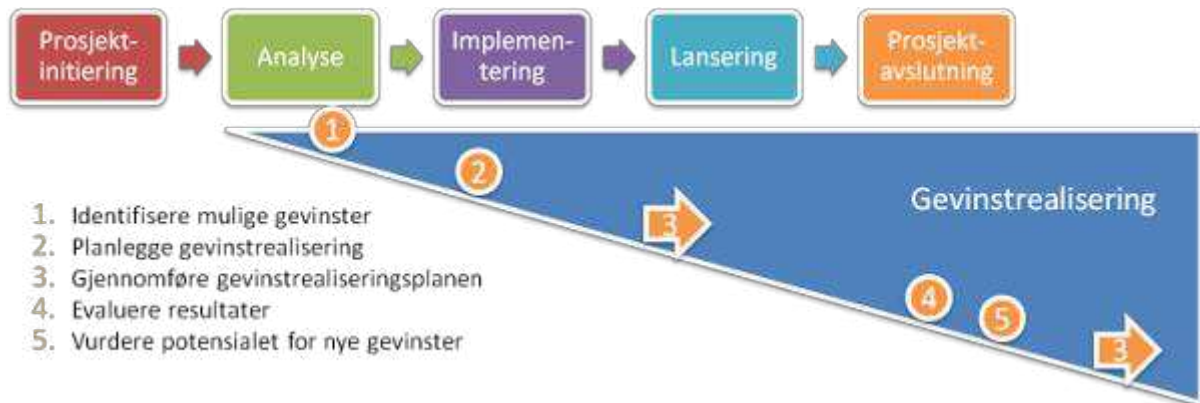 Prosjekt-
initiering
Analyse
Implemen-
tering
Lansering
Prosjekt-
avslutning
1
2
3
Gevinstrealisering
1. Identifisere mulige gevinster
2. Planlegge gevinstrealisering
3. Gjennomføre gevinstrealiseringsplanen
4. Evaluere resultater
5. Vurdere potensialet for nye gevinster
4
5
3